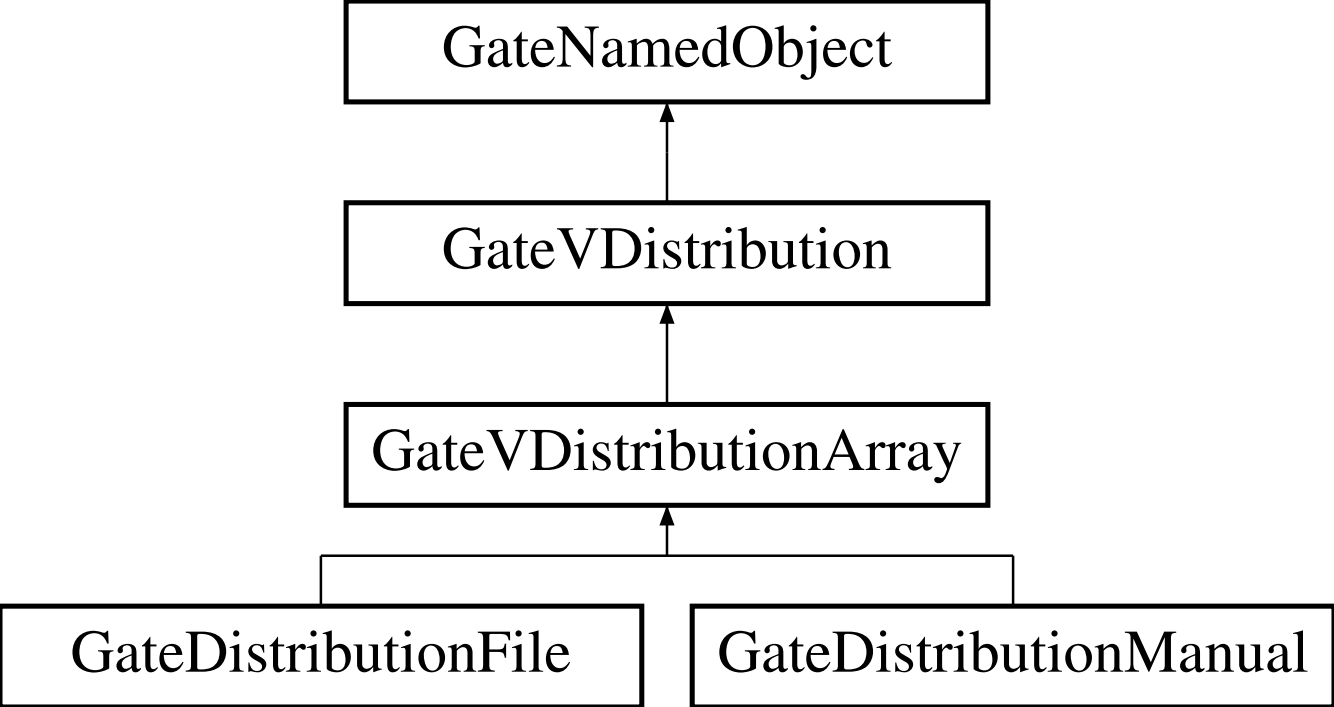 GateNamedObject
GateVDistribution
GateVDistributionArray
GateDistributionFile
GateDistributionManual